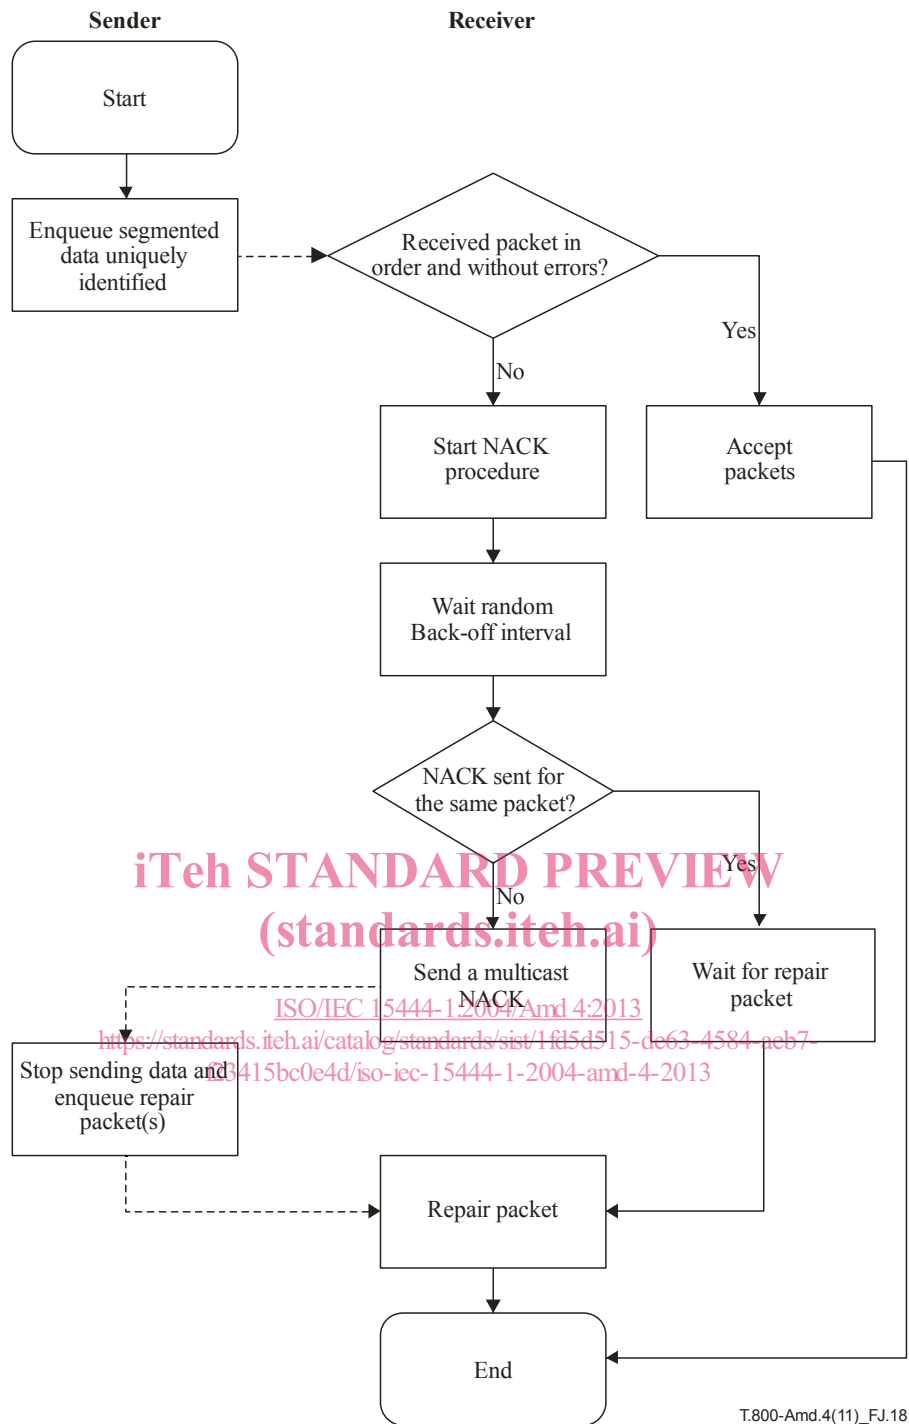 Sender
Receiver
Start
Enqueue segmented
data uniquely
identified
Received packet in
order and without errors?
Yes
No
Start NACK
procedure
Accept
packets
Wait random
Back-off interval
NACK sent for
the same packet?
Yes
No
iTeh STANDARD PREVIEW
(standards.iteh.ai)
Send a multicast
NACK
Wait for repair
packet
ISO/IEC 15444-1:2004/Amd 4:2013
https://standards.iteh.ai/catalog/standards/sist/1fd5d515-de63-4584-aeb7-
f23415bc0e4d/iso-iec-15444-1-2004-amd-4-2013
Stop sending data and
enqueue repair
packet(s)
Repair packet
End
T.800-Amd.4(11)_FJ.18